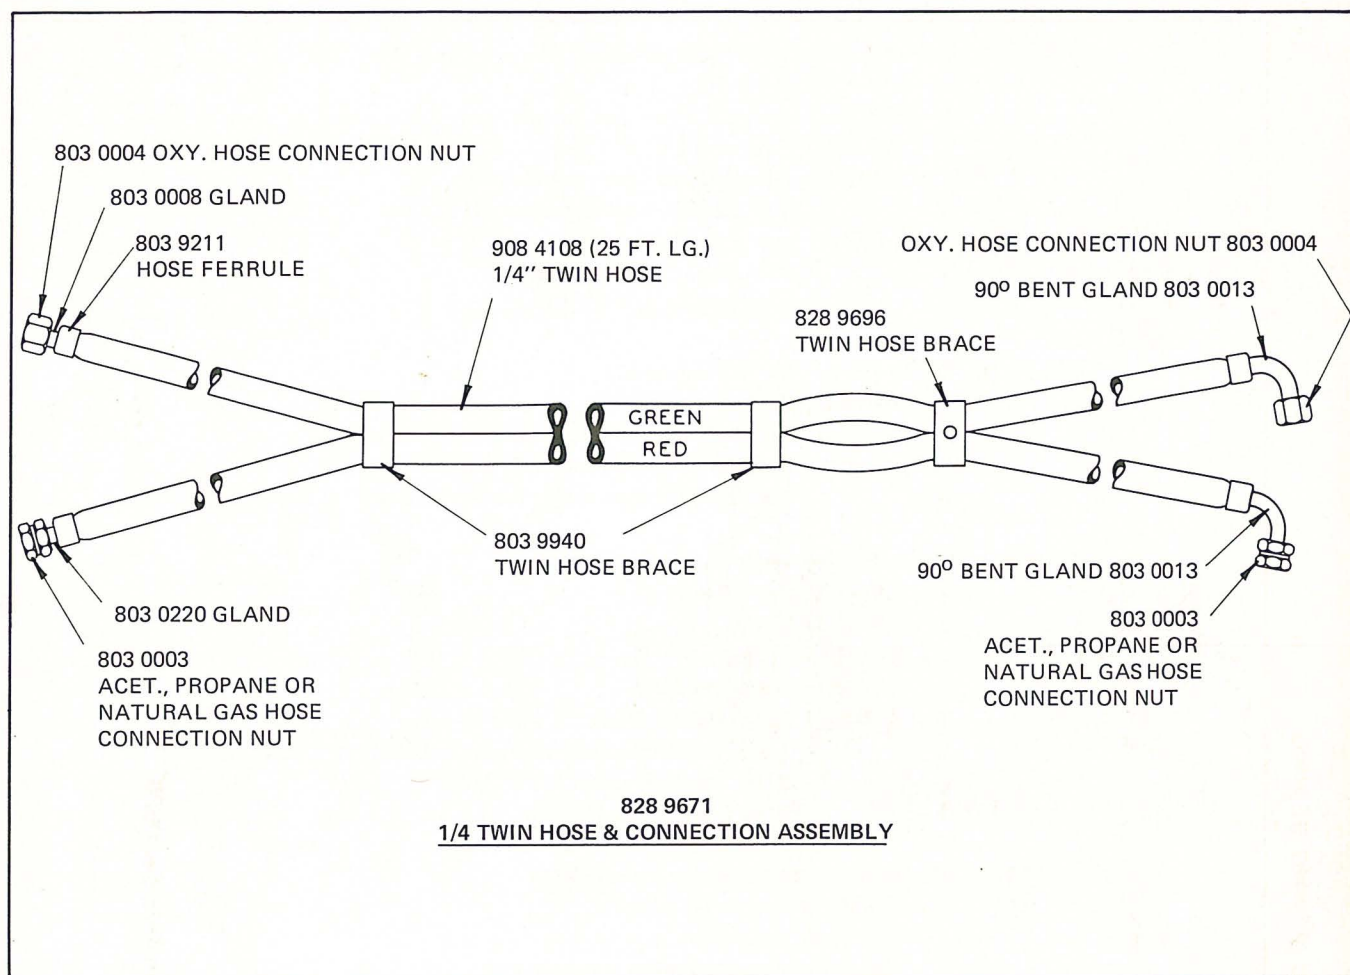 803 0004 OXY. HOSE CONNECTION NUT
803 0008 GLAND
803 9211
HOSE FERRULE
908 4108 (25 FT. LG.)
1/4" TWIN HOSE
OXY. HOSE CONNECTION NUT 803 0004
90° BENT GLAND 803 0013
828 9696
TWIN HOSE BRACE
GREEN
RED
803 9940
TWIN HOSE BRACE
90° BENT GLAND 803 0013
803 0220 GLAND
803 0003
ACET., PROPANE OR
NATURAL GAS HOSE
CONNECTION NUT
803 0003
ACET., PROPANE OR
NATURAL GAS HOSE
CONNECTION NUT
828 9671
1/4 TWIN HOSE & CONNECTION ASSEMBLY